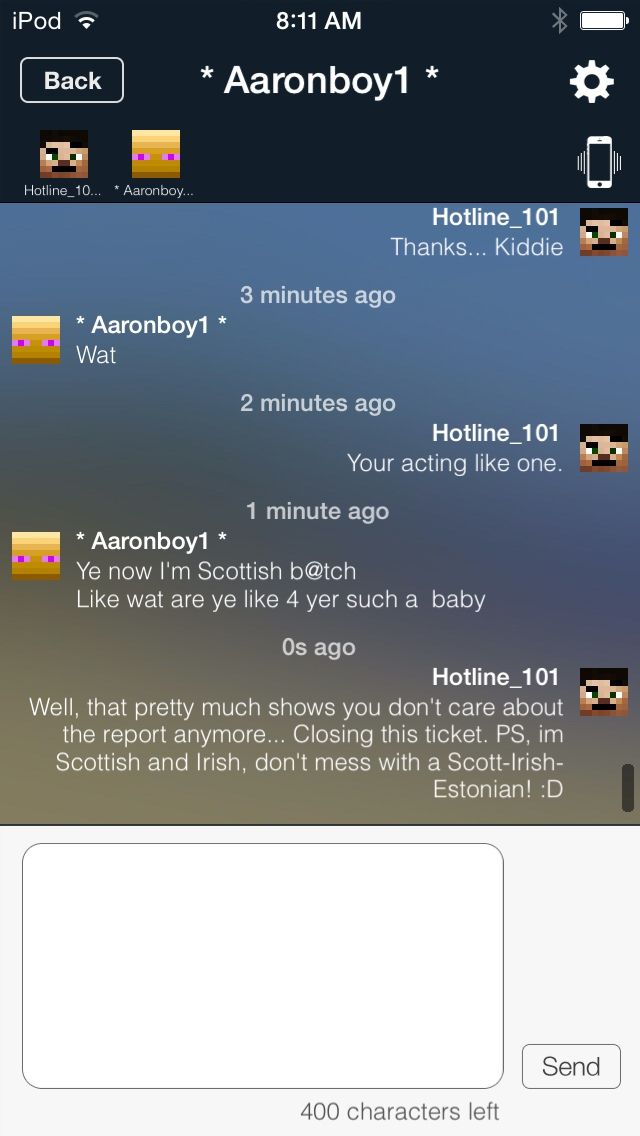 iPod 8:11 AM
Back * Aaronboy1 *
Hotline_10... * Aaronboy...
Hotline_101
Thanks... Kiddie
3 minutes ago
* Aaronboy1 *
Wat
2 minutes ago
Hotline_101
Your acting like one.
1 minute ago
* Aaronboy1 *
Ye now I'm Scottish b@tch
Like wat are ye like 4 yer such a  baby
0s ago
Hotline_101
Well, that pretty much shows you don't care about
the report anymore... Closing this ticket. PS, im
Scottish and Irish, don't mess with a Scott-Irish-
Estonian! :D
Send
400 characters left